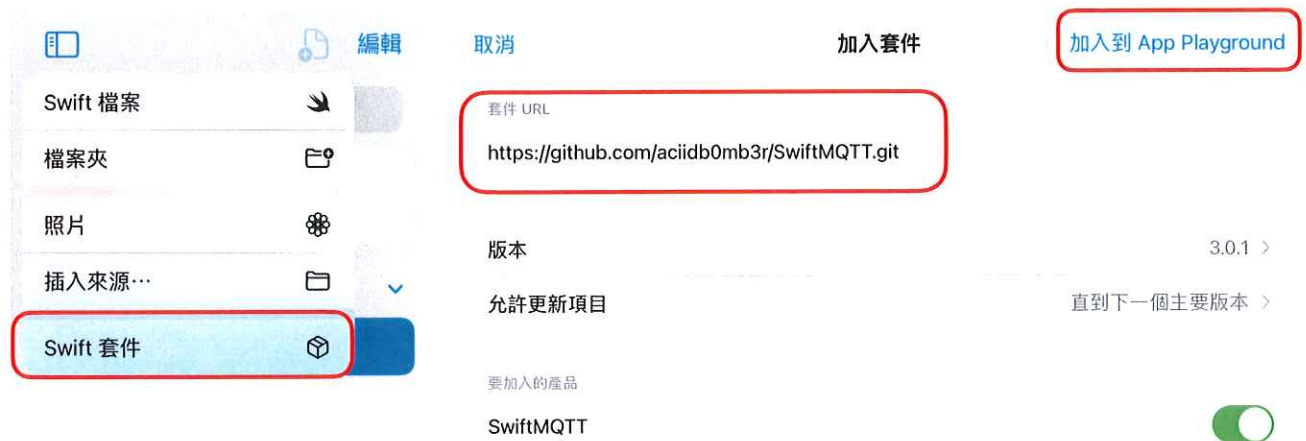 編輯
Swift 檔案
檔案夾
照片
插入來源…
Swift 套件
取消
加入套件
加入到 App Playground
套件 URL
https://github.com/aciidb0mb3r/SwiftMQTT.git
版本
3.0.1
允許更新項目
直到下一個主要版本
要加入的產品
SwiftMQTT